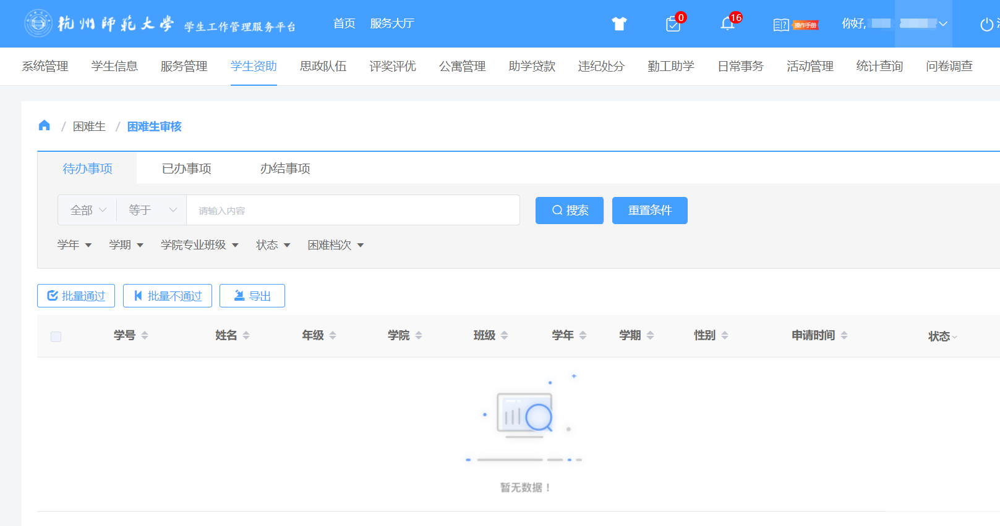 杭州師範大學 学生工作管理服务平台 首页 服务大厅 0 16 操作手册 你好,
系统管理 学生信息 服务管理 学生资助 思政队伍 评奖评优 公寓管理 助学贷款 违纪处分 勤工助学 日常事务 活动管理 统计查询 问卷调查
/ 困难生 / 困难生审核
待办事项 已办事项 办结事项
全部 等于 请输入内容 搜索 重置条件
学年 学期 学院专业班级 状态 困难档次
批量通过 批量不通过 导出
学号 姓名 年级 学院 班级 学年 学期 性别 申请时间 状态
暂无数据！